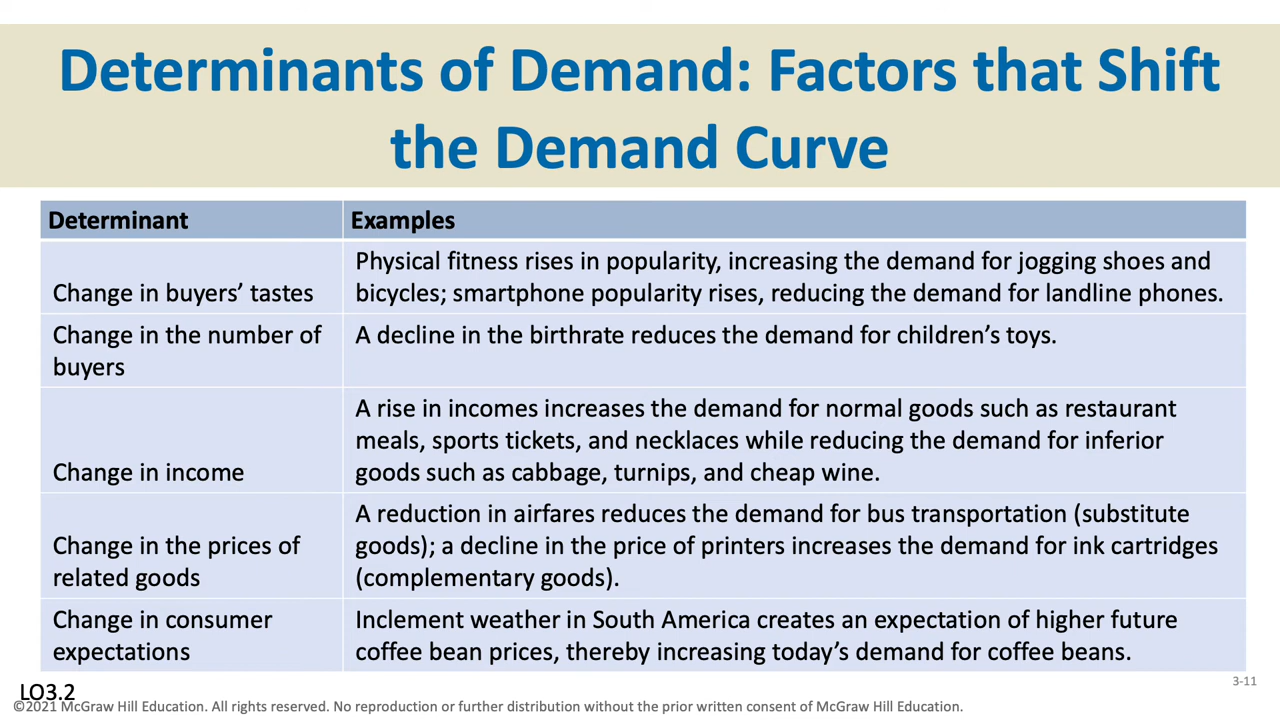 Determinants of Demand: Factors that Shift
the Demand Curve
Determinant
Examples
Change in buyers’ tastes
Physical fitness rises in popularity, increasing the demand for jogging shoes and
bicycles; smartphone popularity rises, reducing the demand for landline phones.
Change in the number of
buyers
A decline in the birthrate reduces the demand for children’s toys.
Change in income
A rise in incomes increases the demand for normal goods such as restaurant
meals, sports tickets, and necklaces while reducing the demand for inferior
goods such as cabbage, turnips, and cheap wine.
Change in the prices of
related goods
A reduction in airfares reduces the demand for bus transportation (substitute
goods); a decline in the price of printers increases the demand for ink cartridges
(complementary goods).
Change in consumer
expectations
Inclement weather in South America creates an expectation of higher future
coffee bean prices, thereby increasing today’s demand for coffee beans.
LO3.2
3-11
©2021 McGraw Hill Education. All rights reserved. No reproduction or further distribution without the prior written consent of McGraw Hill Education.